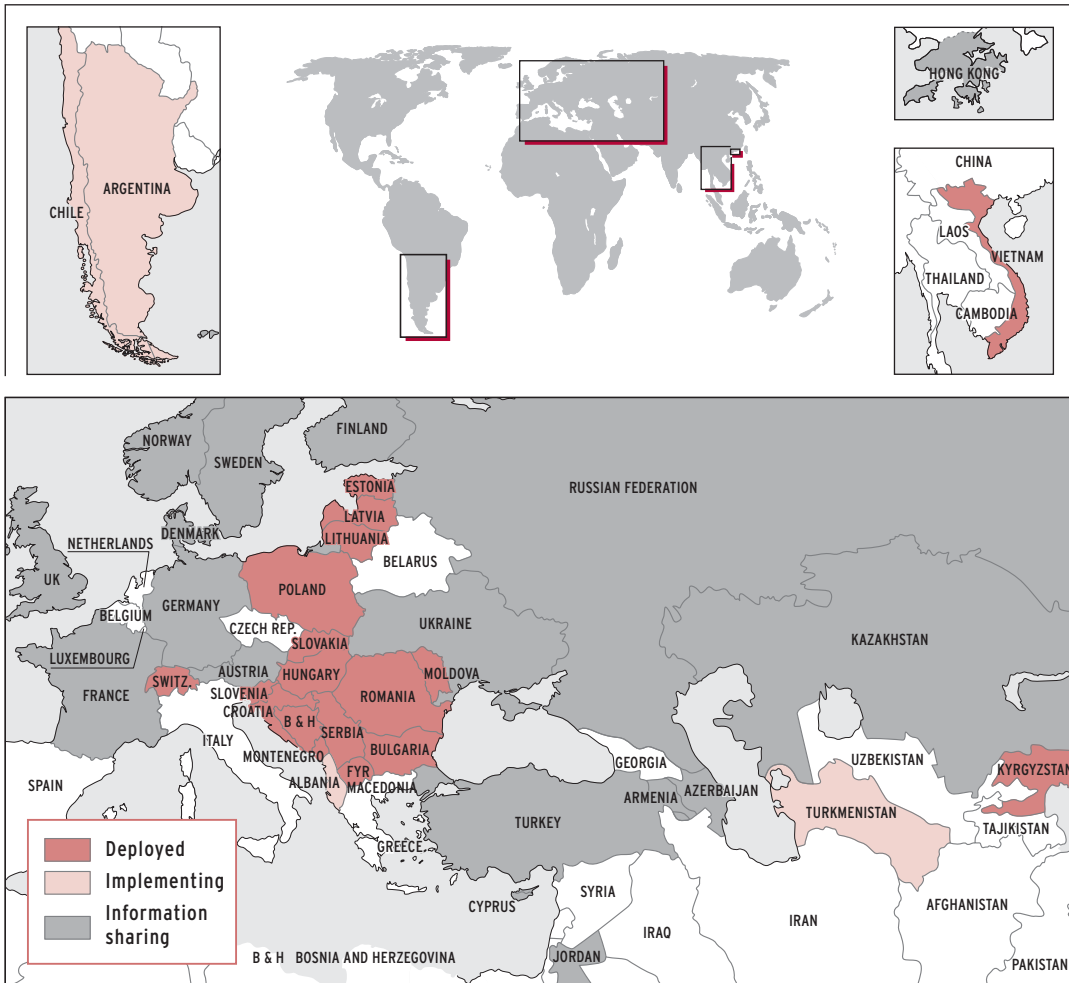 ARGENTINA
CHILE
HONG KONG
CHINA
LAOS
VIETNAM
THAILAND
CAMBODIA
NORWAY
FINLAND
SWEDEN
RUSSIAN FEDERATION
ESTONIA
LATVIA
LITHUANIA
DENMARK
NETHERLANDS
BELARUS
UK
POLAND
GERMANY
BELGIUM
CZECH REP.
UKRAINE
SLOVAKIA
KAZAKHSTAN
LUXEMBOURG
AUSTRIA
HUNGARY
MOLDOVA
SWITZ.
FRANCE
SLOVENIA
ROMANIA
CROATIA
B & H
SERBIA
ITALY
BULGARIA
MONTENEGRO
UZBEKISTAN
GEORGIA
KYRGYZSTAN
FYR
MACEDONIA
ALBANIA
SPAIN
ARMENIA
AZERBAIJAN
TURKMENISTAN
TURKEY
TAJIKISTAN
GREECE
Deployed
Implementing
Information
sharing
CYPRUS
SYRIA
AFGHANISTAN
IRAN
IRAQ
B & H BOSNIA AND HERZEGOVINA
JORDAN
PAKISTAN